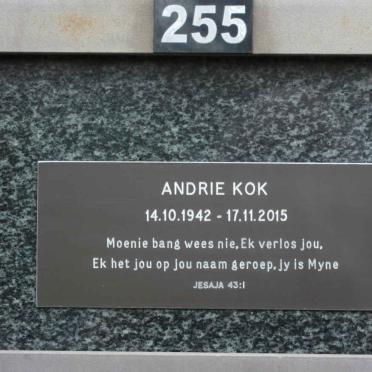 255
ANDRIE KOK
14.10.1942 - 17.11.2015
Moenie bang wees nie, Ek verlos jou,
Ek het jou op jou naam geroep, jy is Myne
JESAJA 43:1